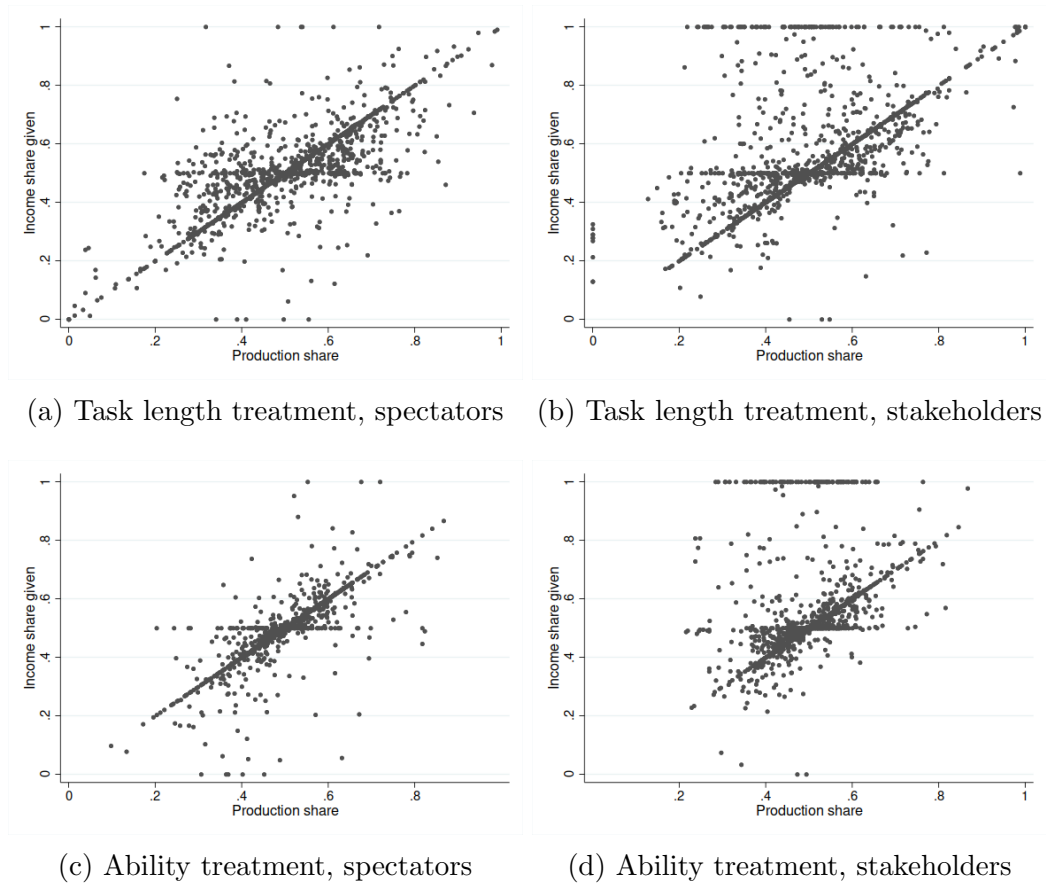 Income share given
0 .2 .4 .6 .8 1
0 .2 .4 .6 .8 1
Production share
(a) Task length treatment, spectators
Income share given
0 .2 .4 .6 .8 1
0 .2 .4 .6 .8 1
Production share
(b) Task length treatment, stakeholders
Income share given
0 .2 .4 .6 .8 1
0 .2 .4 .6 .8
Production share
(c) Ability treatment, spectators
Income share given
0 .2 .4 .6 .8 1
.2 .4 .6 .8 1
Production share
(d) Ability treatment, stakeholders